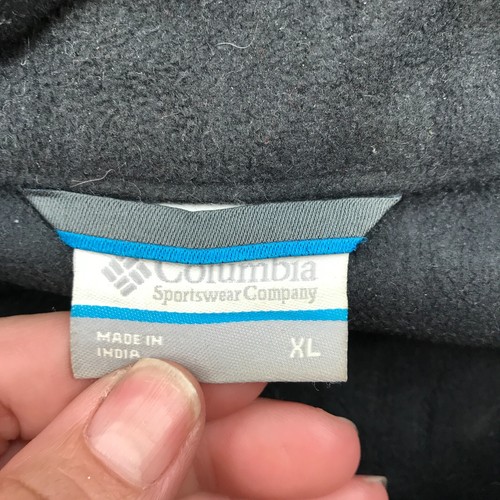 Columbia
Sportswear Company
MADE IN
INDIA
XL